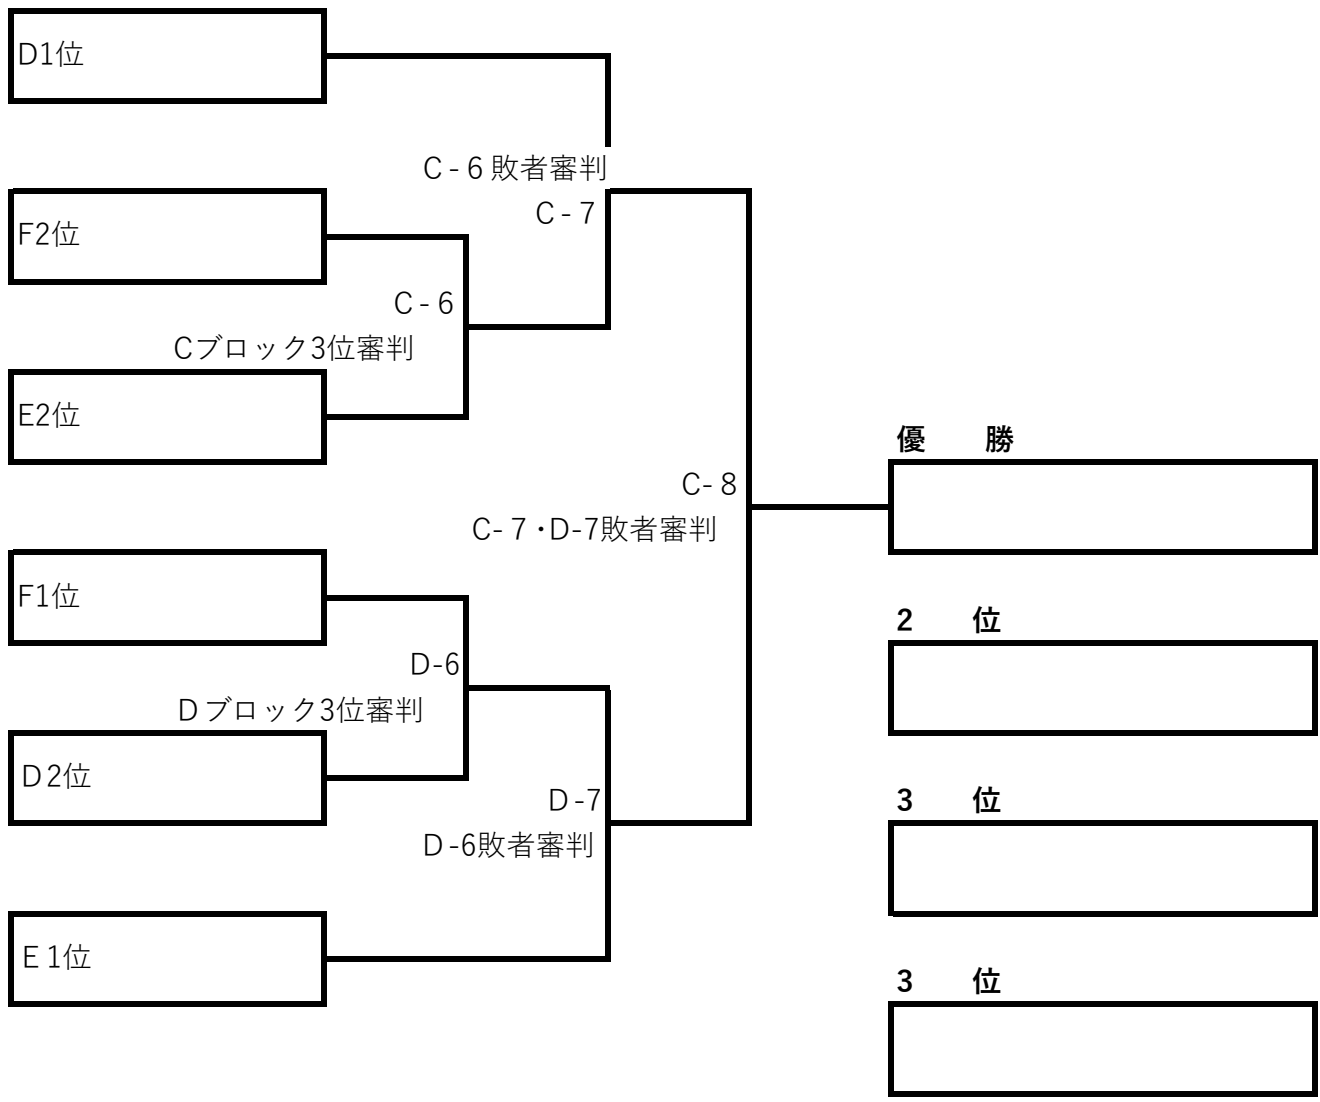 D1位
C - 6 敗者審判
C - 7
F2位
C - 6
Cブロック3位審判
E2位
優 勝
C- 8
C- 7・D-7敗者審判
F1位
2 位
D-6
Dブロック3位審判
D2位
3 位
D-7
D-6敗者審判
E 1位
3 位